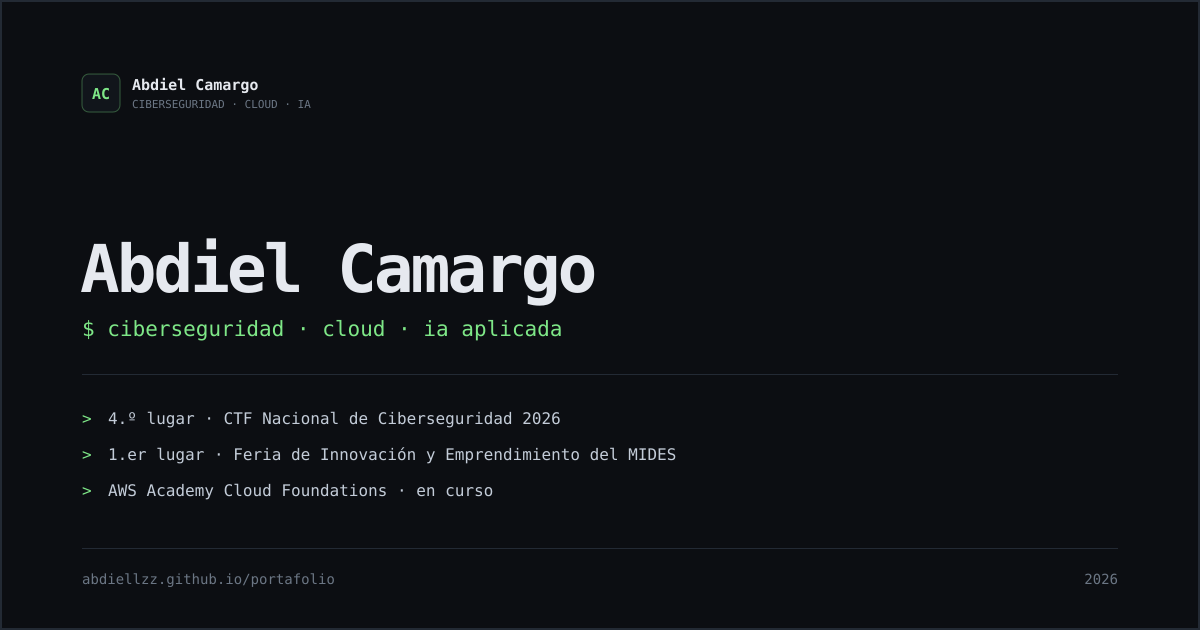 AC
Abdiel Camargo
CIBERSEGURIDAD · CLOUD · IA
Abdiel Camargo
$ ciberseguridad · cloud · ia aplicada
> 4.º lugar · CTF Nacional de Ciberseguridad 2026
> 1.er lugar · Feria de Innovación y Emprendimiento del MIDES
> AWS Academy Cloud Foundations · en curso
abdiellzz.github.io/portafolio
2026